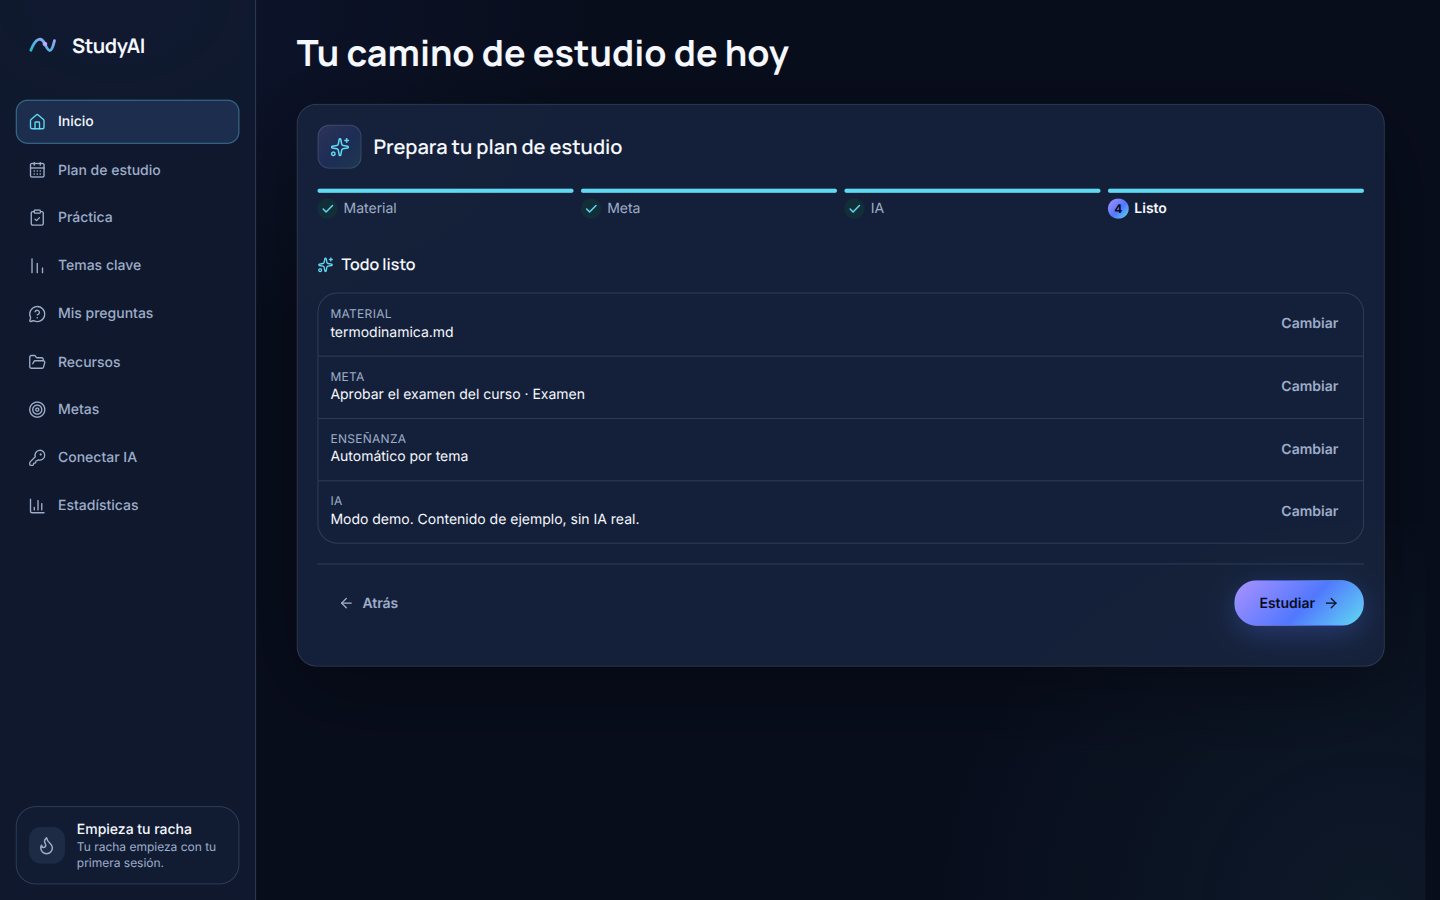 StudyAI
Inicio
Plan de estudio
Práctica
Temas clave
Mis preguntas
Recursos
Metas
Conectar IA
Estadísticas
Empieza tu racha
Tu racha empieza con tu
primera sesión.
Tu camino de estudio de hoy
Prepara tu plan de estudio
Material
Meta
IA
4 Listo
Todo listo
MATERIAL
termodinamica.md
Cambiar
META
Aprobar el examen del curso · Examen
Cambiar
ENSEÑANZA
Automático por tema
Cambiar
IA
Modo demo. Contenido de ejemplo, sin IA real.
Cambiar
Atrás
Estudiar